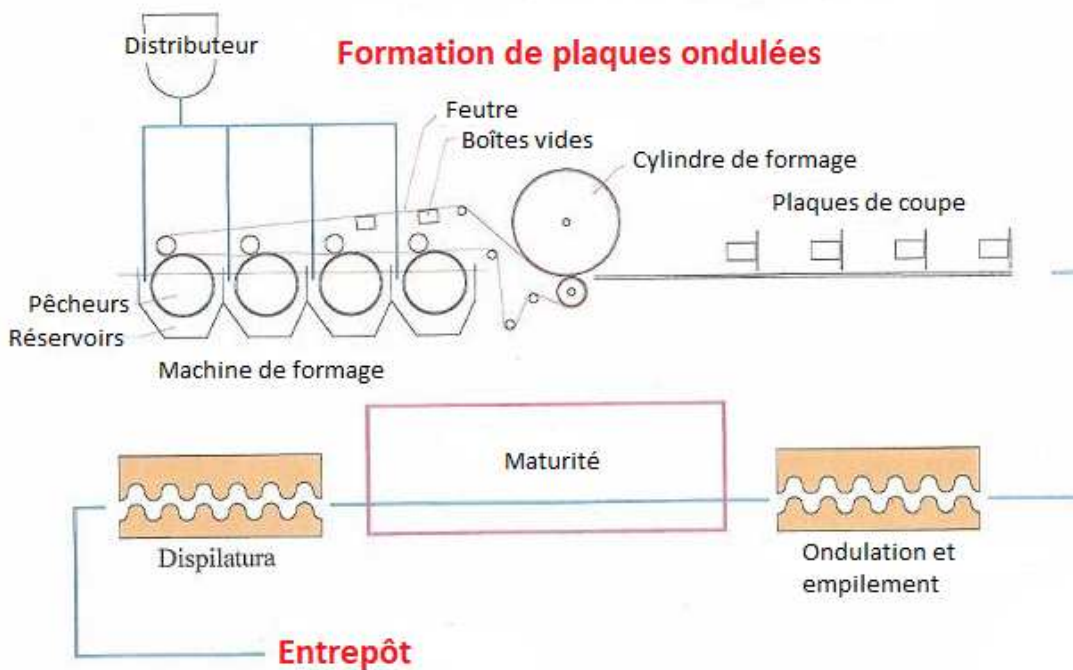 Distributeur
Formation de plaques ondulées
Feutre
Boîtes vides
Cylindre de formage
Plaques de coupe
Pêcheurs
Réservoirs
Machine de formage
Maturité
Dispilatura
Ondulation et
empilement
Entrepôt